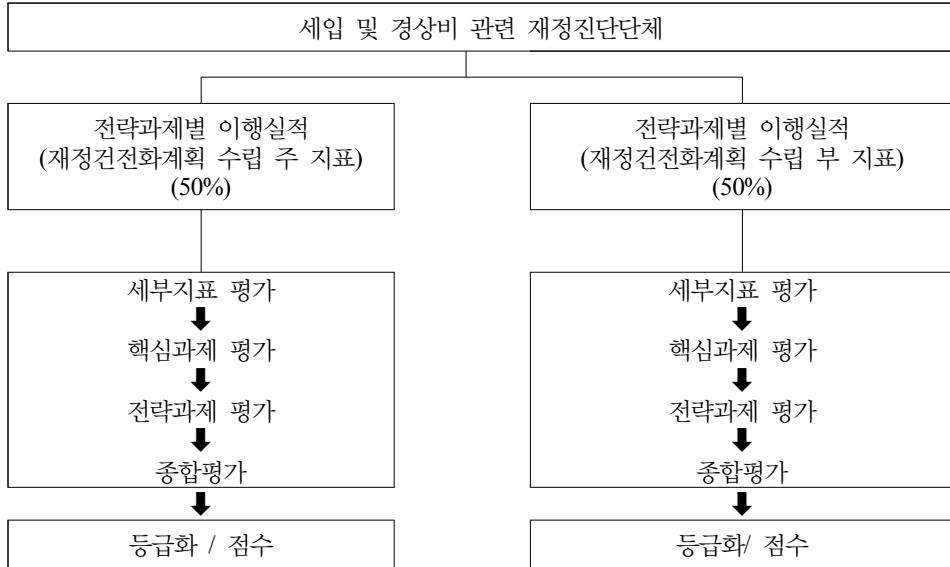 세입 및 경상비 관련 재정진단단체
전략과제별 이행실적
(재정건전화계획 수립 주 지표)
(50%)
전략과제별 이행실적
(재정건전화계획 수립 부 지표)
(50%)
세부지표 평가
핵심과제 평가
전략과제 평가
종합평가
세부지표 평가
핵심과제 평가
전략과제 평가
종합평가
등급화 / 점수
등급화/ 점수